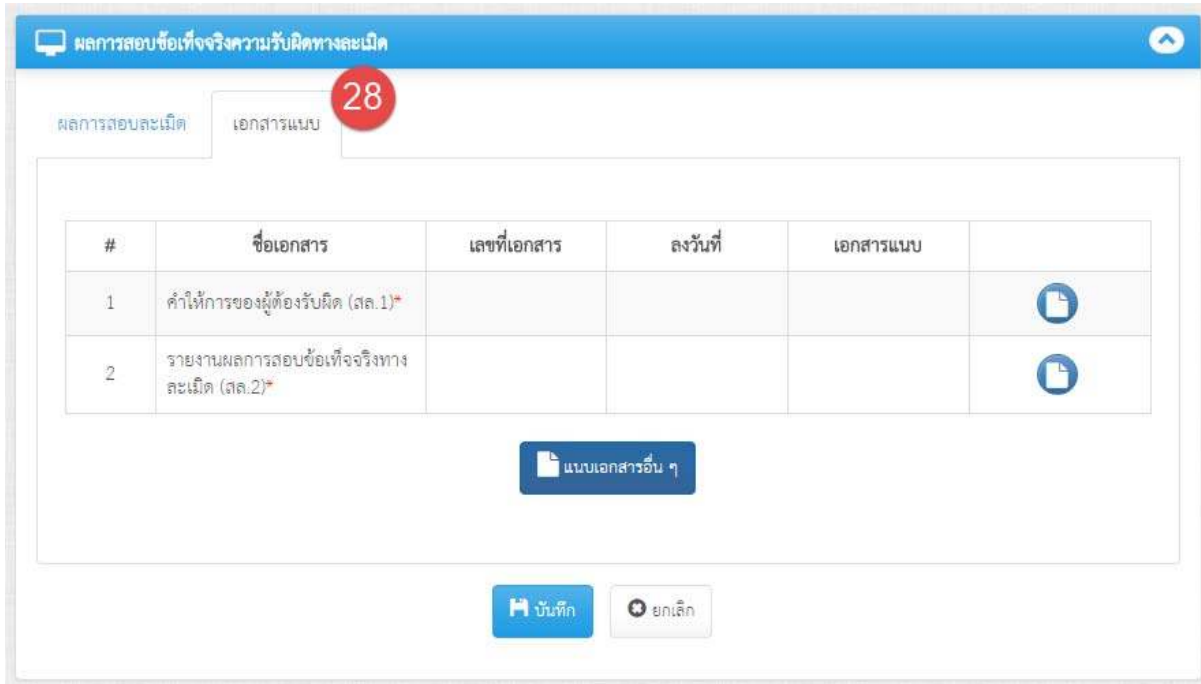 ผลการสอบข้อเท็จจริงความรับผิดทางละเมิด
28
ผลการสอบละเมิด เอกสารแนบ
# ชื่อเอกสาร เลขที่เอกสาร ลงวันที่ เอกสารแนบ
1 คำให้การของผู้ต้องรับผิด (สล.1)*
2 รายงานผลการสอบข้อเท็จจริงทาง
ละเมิด (สล.2)*
แนบเอกสารอื่น ๆ
บันทึก ยกเลิก